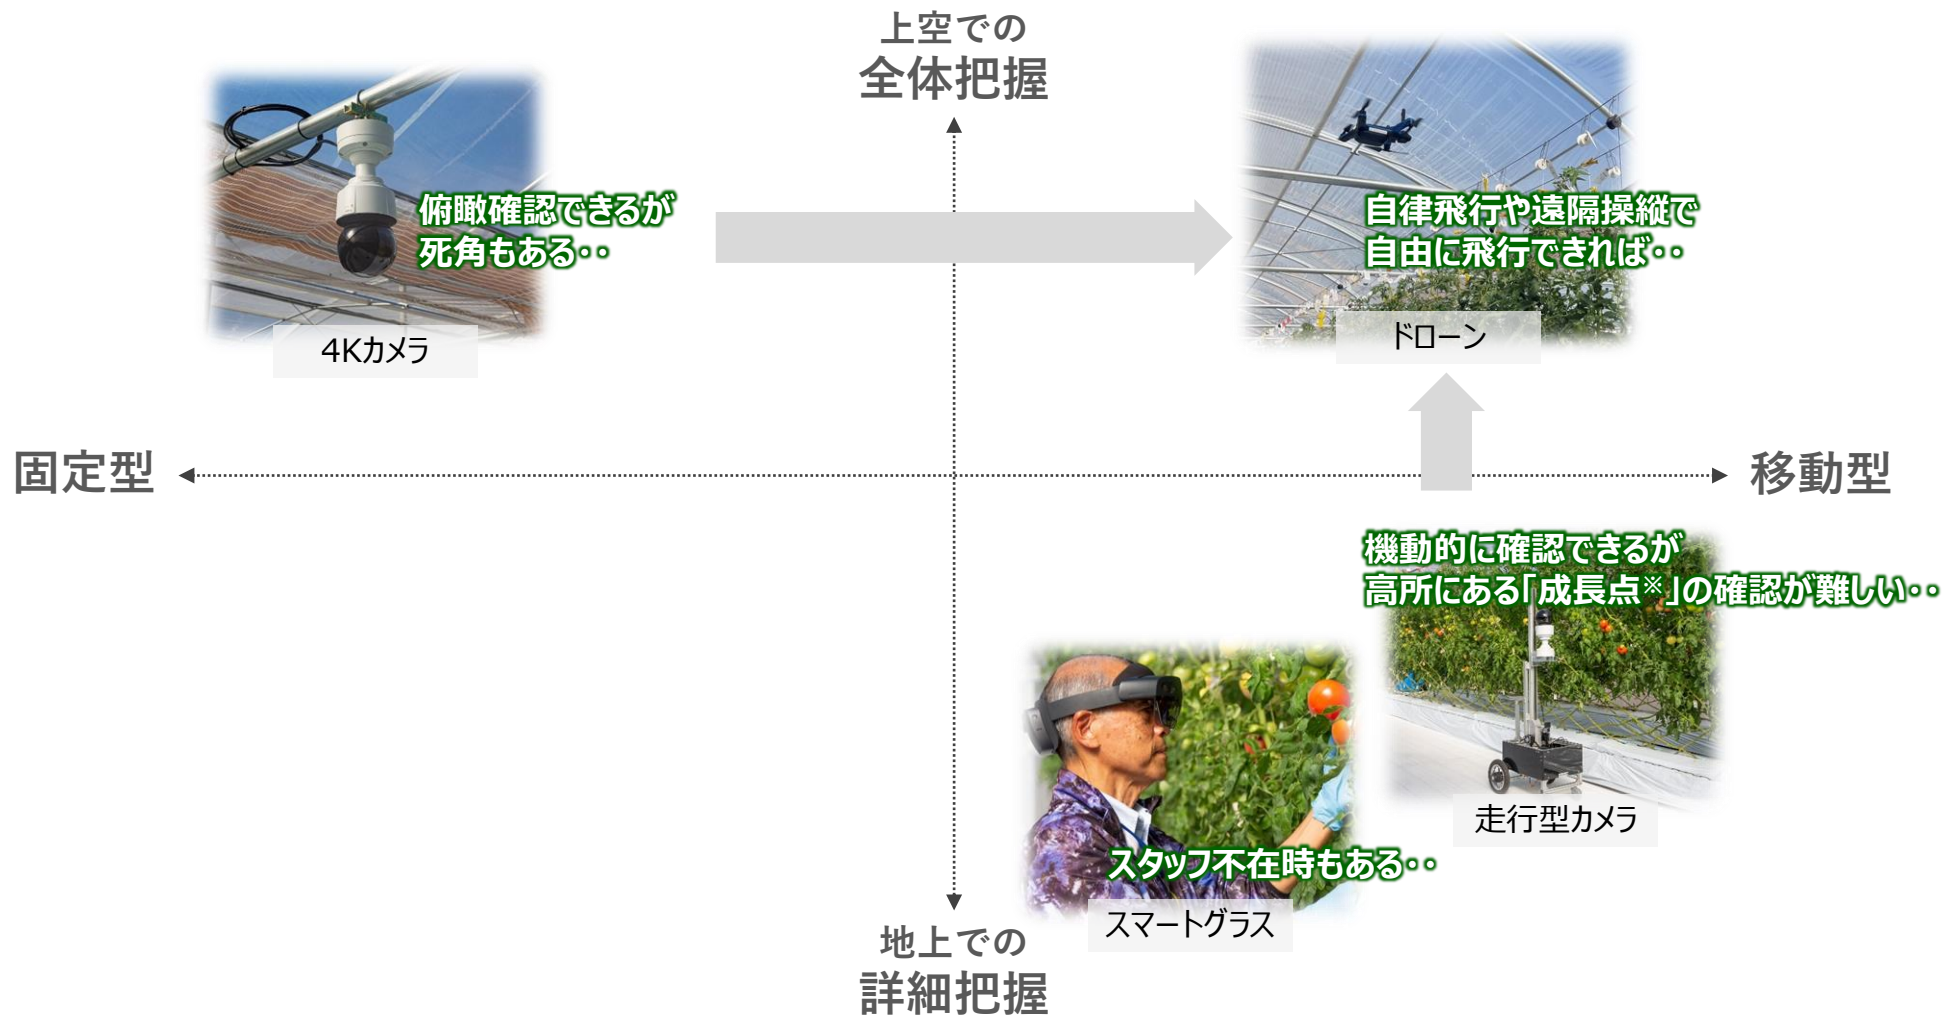 上空での
全体把握
俯瞰確認できるが
死角もある‥
4Kカメラ
自律飛行や遠隔操縦で
自由に飛行できれば‥
ドローン
固定型
移動型
機動的に確認できるが
高所にある「成長点※」の確認が難しい‥
走行型カメラ
スタッフ不在時もある‥
スマートグラス
地上での
詳細把握